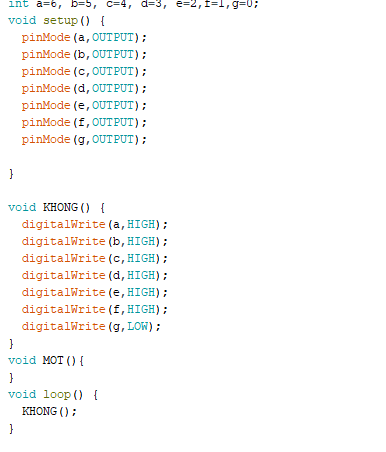 int a=6, b=5, c=4, d=3, e=2,f=1,g=0;
void setup() {
pinMode(a,OUTPUT);
pinMode(b,OUTPUT);
pinMode(c,OUTPUT);
pinMode(d,OUTPUT);
pinMode(e,OUTPUT);
pinMode(f,OUTPUT);
pinMode(g,OUTPUT);
}
void KHONG() {
digitalWrite(a,HIGH);
digitalWrite(b,HIGH);
digitalWrite(c,HIGH);
digitalWrite(d,HIGH);
digitalWrite(e,HIGH);
digitalWrite(f,HIGH);
digitalWrite(g,LOW);
}
void MOT(){
}
void loop() {
KHONG();
}